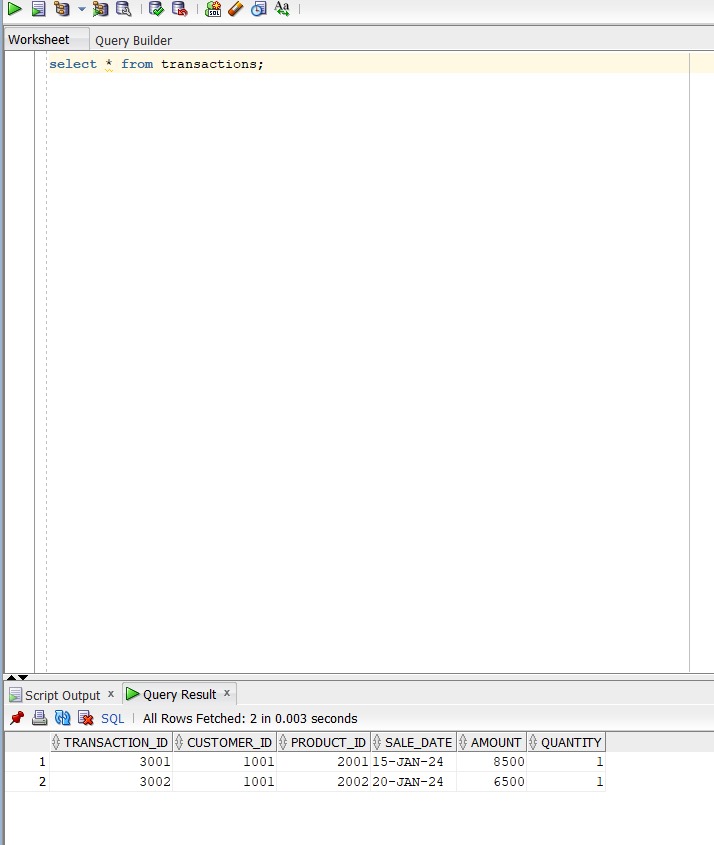 SQL
Aa
Worksheet Query Builder
select * from transactions;
Script Output x Query Result x
SQL | All Rows Fetched: 2 in 0.003 seconds
TRANSACTION_ID CUSTOMER_ID PRODUCT_ID SALE_DATE AMOUNT QUANTITY
1 3001 1001 2001 15-JAN-24 8500 1
2 3002 1001 2002 20-JAN-24 6500 1